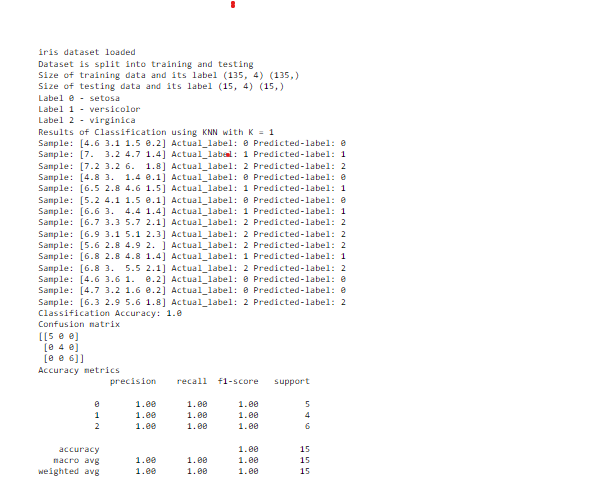 iris dataset loaded
Dataset is split into training and testing
Size of training data and its label (135, 4) (135,)
Size of testing data and its label (15, 4) (15,)
Label 0 - setosa
Label 1 - versicolor
Label 2 - virginica
Results of Classification using KNN with K = 1
Sample: [4.6 3.1 1.5 0.2] Actual_label: 0 Predicted-label: 0
Sample: [7.  3.2 4.7 1.4] Actual_label: 1 Predicted-label: 1
Sample: [7.2 3.2 6.  1.8] Actual_label: 2 Predicted-label: 2
Sample: [4.8 3.  1.4 0.1] Actual_label: 0 Predicted-label: 0
Sample: [6.5 2.8 4.6 1.5] Actual_label: 1 Predicted-label: 1
Sample: [5.2 4.1 1.5 0.1] Actual_label: 0 Predicted-label: 0
Sample: [6.6 3.  4.4 1.4] Actual_label: 1 Predicted-label: 1
Sample: [6.7 3.3 5.7 2.1] Actual_label: 2 Predicted-label: 2
Sample: [6.9 3.1 5.1 2.3] Actual_label: 2 Predicted-label: 2
Sample: [5.6 2.8 4.9 2. ] Actual_label: 2 Predicted-label: 2
Sample: [6.8 2.8 4.8 1.4] Actual_label: 1 Predicted-label: 1
Sample: [6.8 3.  5.5 2.1] Actual_label: 2 Predicted-label: 2
Sample: [4.6 3.6 1.  0.2] Actual_label: 0 Predicted-label: 0
Sample: [4.7 3.2 1.6 0.2] Actual_label: 0 Predicted-label: 0
Sample: [6.3 2.9 5.6 1.8] Actual_label: 2 Predicted-label: 2
Classification Accuracy: 1.0
Confusion matrix
[[5 0 0]
 [0 4 0]
 [0 0 6]]
Accuracy metrics
              precision    recall  f1-score   support
           0       1.00      1.00      1.00         5
           1       1.00      1.00      1.00         4
           2       1.00      1.00      1.00         6
    accuracy                           1.00        15
   macro avg       1.00      1.00      1.00        15
weighted avg       1.00      1.00      1.00        15